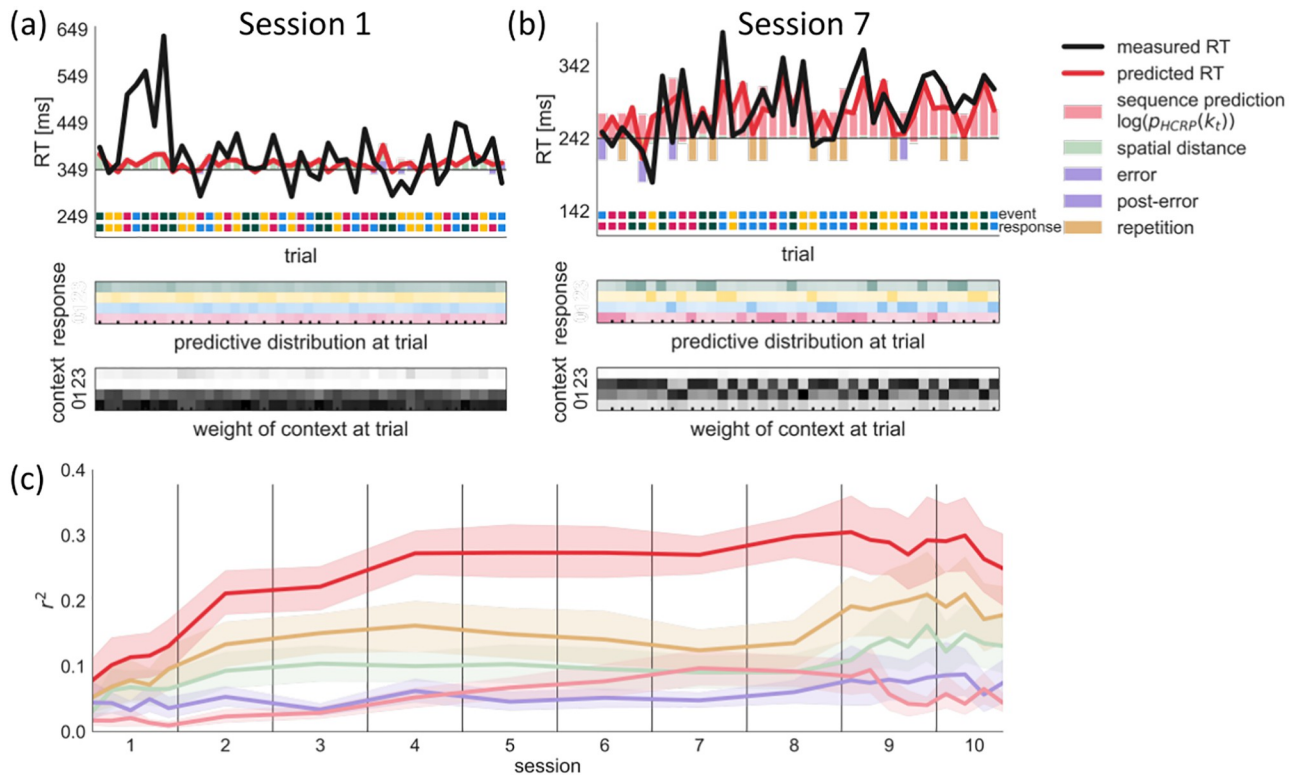 (a) Session 1
649
549
449
349
249
RT [ms]
trial
response
predictive distribution at trial
context
0123
weight of context at trial
(b) Session 7
342
242
142
RT [ms]
event
response
trial
response
predictive distribution at trial
context
0123
weight of context at trial
measured RT
predicted RT
sequence prediction
log(p_HCRP(k_t))
spatial distance
error
post-error
repetition
(c)
0.4
0.3
0.2
0.1
0.0
r²
1 2 3 4 5 6 7 8 9 10
session